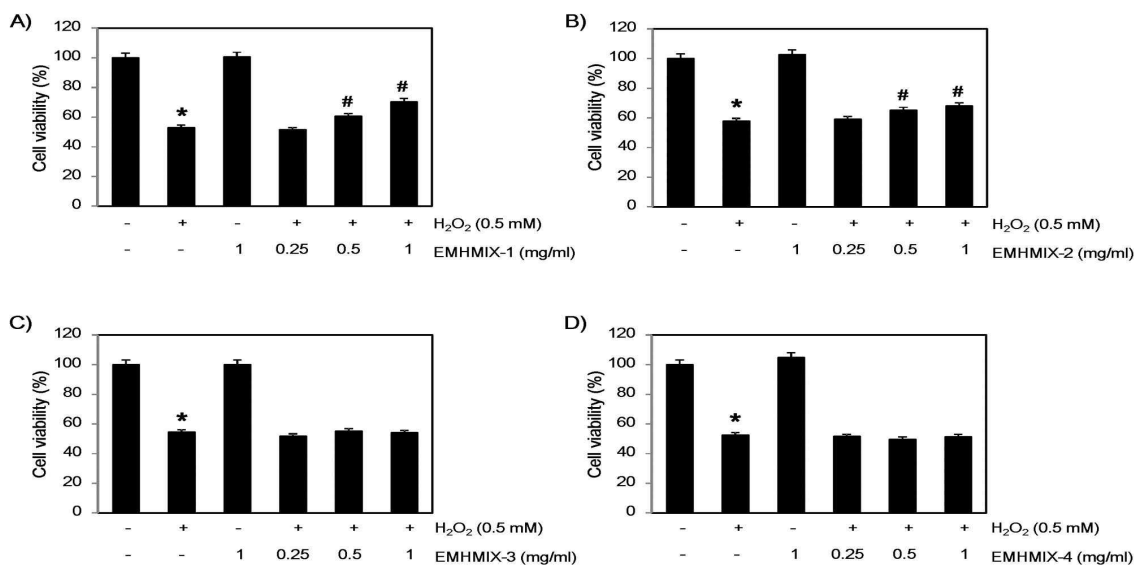 A)
120
100
80
60
40
20
0
Cell viability (%)
*
#
#
- + - + + + H₂O₂ (0.5 mM)
- - 1 0.25 0.5 1 EMHMIX-1 (mg/ml)
B)
120
100
80
60
40
20
0
Cell viability (%)
*
#
#
- + - + + + H₂O₂ (0.5 mM)
- - 1 0.25 0.5 1 EMHMIX-2 (mg/ml)
C)
120
100
80
60
40
20
0
Cell viability (%)
*
- + - + + + H₂O₂ (0.5 mM)
- - 1 0.25 0.5 1 EMHMIX-3 (mg/ml)
D)
120
100
80
60
40
20
0
Cell viability (%)
*
- + - + + + H₂O₂ (0.5 mM)
- - 1 0.25 0.5 1 EMHMIX-4 (mg/ml)